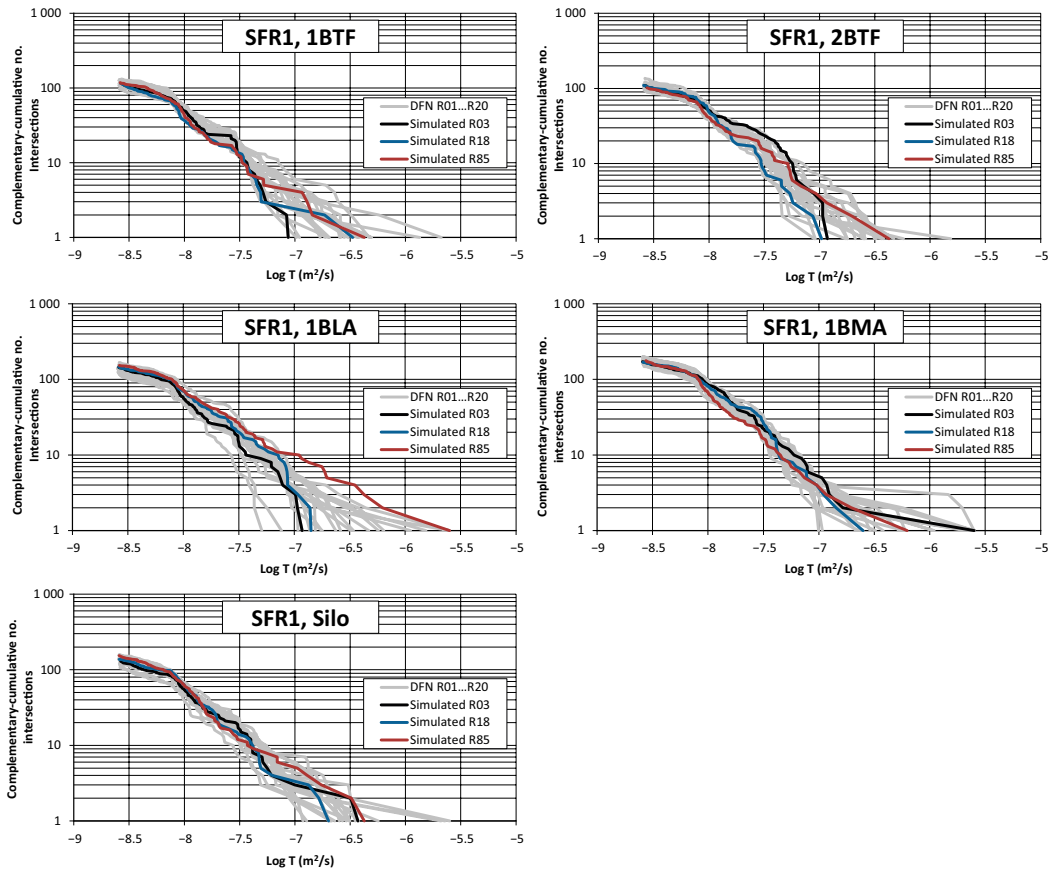 SFR1, 1BTF
Complementary-cumulative no.
Intersections
1 000
100
10
1
DFN R01...R20
Simulated R03
Simulated R18
Simulated R85
−9 −8.5 −8 −7.5 −7 −6.5 −6 −5.5 −5
Log T (m²/s)
SFR1, 2BTF
Complementary-cumulative no.
Intersections
1 000
100
10
1
DFN R01...R20
Simulated R03
Simulated R18
Simulated R85
−9 −8.5 −8 −7.5 −7 −6.5 −6 −5.5 −5
Log T (m²/s)
SFR1, 1BLA
Complementary-cumulative no.
Intersections
1 000
100
10
1
DFN R01...R20
Simulated R03
Simulated R18
Simulated R85
−9 −8.5 −8 −7.5 −7 −6.5 −6 −5.5 −5
Log T (m²/s)
SFR1, 1BMA
Complementary-cumulative no.
intersections
1 000
100
10
1
DFN R01...R20
Simulated R03
Simulated R18
Simulated R85
−9 −8.5 −8 −7.5 −7 −6.5 −6 −5.5 −5
Log T (m²/s)
SFR1, Silo
Complementary-cumulative no.
intersections
1 000
100
10
1
DFN R01...R20
Simulated R03
Simulated R18
Simulated R85
−9 −8.5 −8 −7.5 −7 −6.5 −6 −5.5 −5
Log T (m²/s)